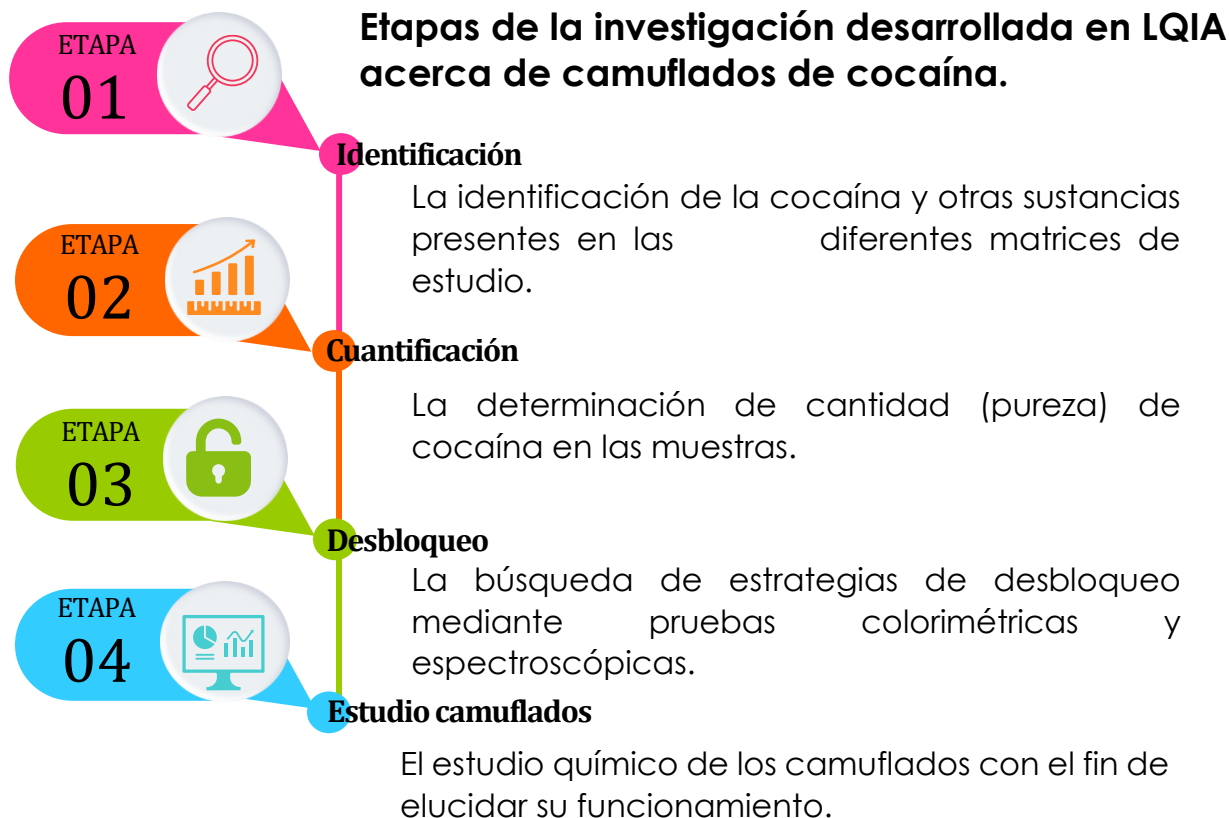 Etapas de la investigación desarrollada en LQIA
acerca de camuflados de cocaína.
ETAPA
01
Identificación
La identificación de la cocaína y otras sustancias
presentes en las diferentes matrices de
estudio.
ETAPA
02
Cuantificación
La determinación de cantidad (pureza) de
cocaína en las muestras.
ETAPA
03
Desbloqueo
La búsqueda de estrategias de desbloqueo
mediante pruebas colorimétricas y
espectroscópicas.
ETAPA
04
Estudio camuflados
El estudio químico de los camuflados con el fin de
elucidar su funcionamiento.